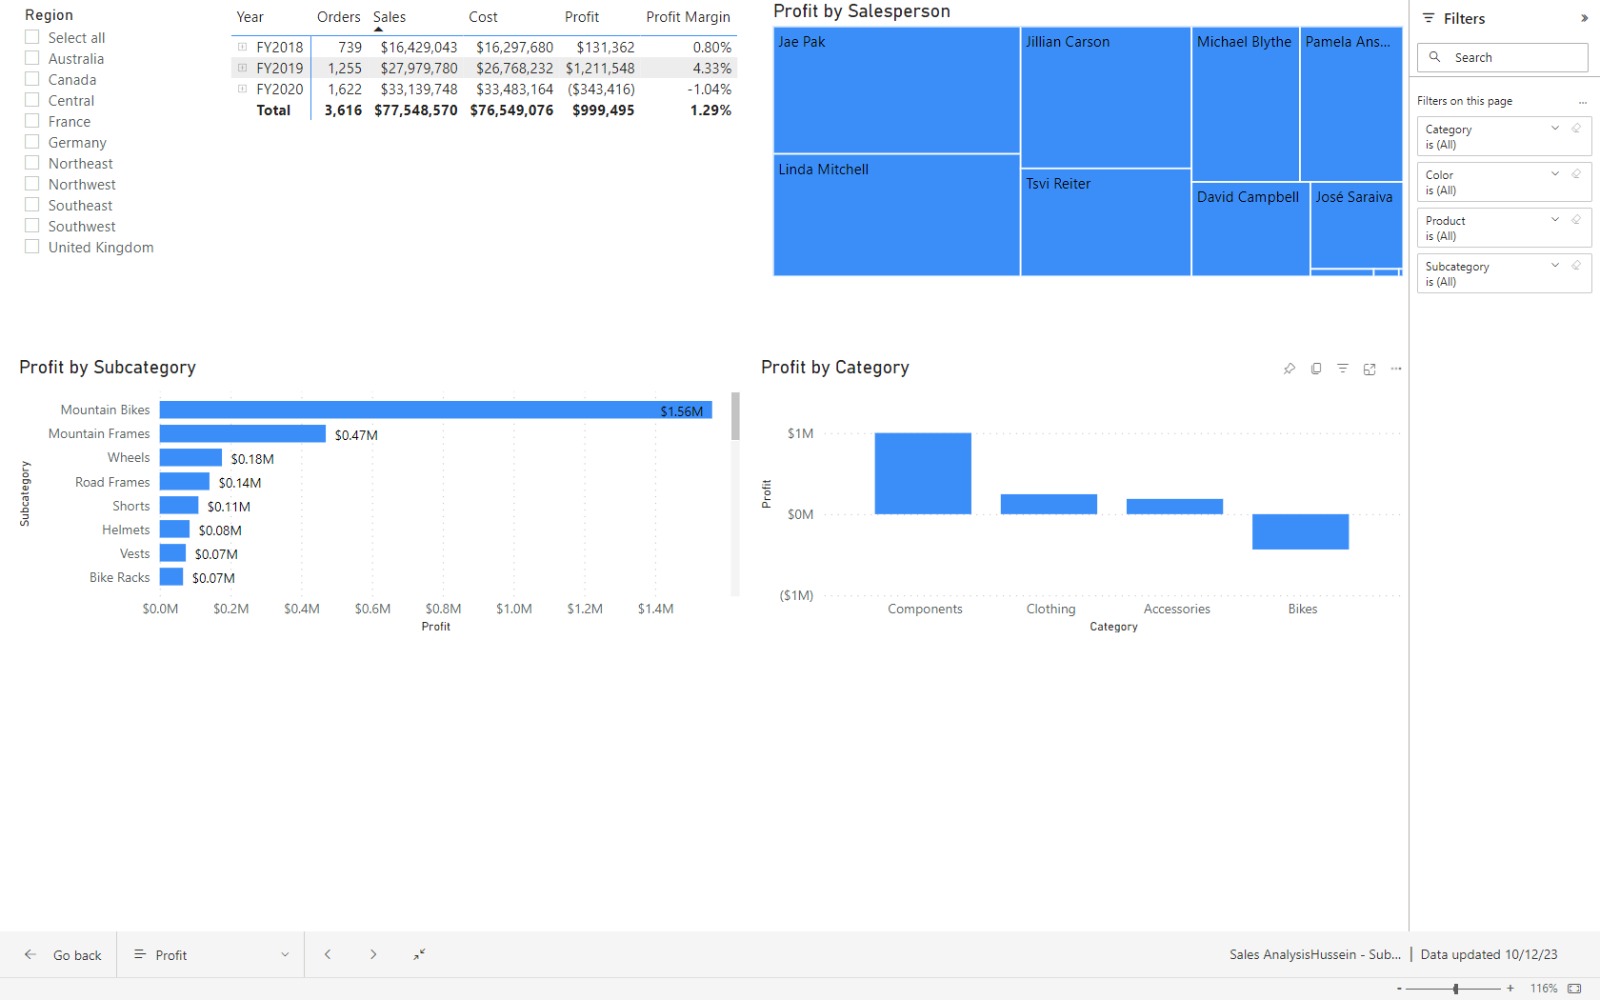 Region
Select all
Australia
Canada
Central
France
Germany
Northeast
Northwest
Southeast
Southwest
United Kingdom
Year Orders Sales Cost Profit Profit Margin
FY2018 739 $16,429,043 $16,297,680 $131,362 0.80%
FY2019 1,255 $27,979,780 $26,768,232 $1,211,548 4.33%
FY2020 1,622 $33,139,748 $33,483,164 ($343,416) -1.04%
Total 3,616 $77,548,570 $76,549,076 $999,495 1.29%
Profit by Salesperson
Jae Pak
Linda Mitchell
Jillian Carson
Tsvi Reiter
Michael Blythe
Pamela Ans...
David Campbell
José Saraiva
Filters
Search
Filters on this page
Category
is (All)
Color
is (All)
Product
is (All)
Subcategory
is (All)
Profit by Subcategory
Subcategory
Mountain Bikes $1.56M
Mountain Frames $0.47M
Wheels $0.18M
Road Frames $0.14M
Shorts $0.11M
Helmets $0.08M
Vests $0.07M
Bike Racks $0.07M
$0.0M $0.2M $0.4M $0.6M $0.8M $1.0M $1.2M $1.4M
Profit
Profit by Category
Profit
$1M
$0M
($1M)
Components Clothing Accessories Bikes
Category
Go back
Profit
Sales AnalysisHussein - Sub... | Data updated 10/12/23
- + 116%